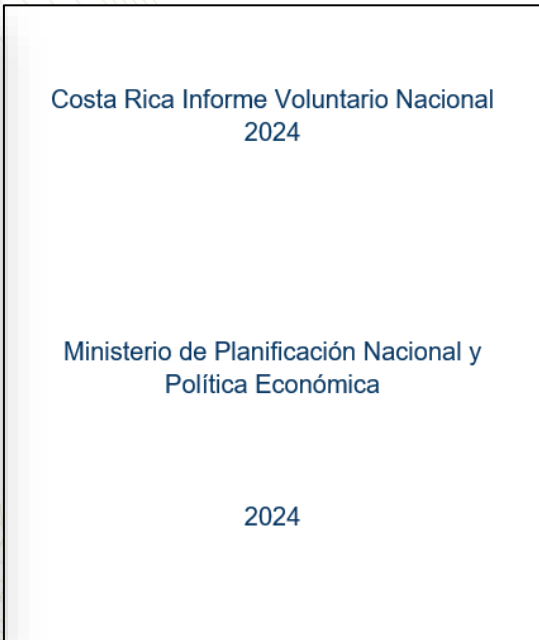 Costa Rica Informe Voluntario Nacional
2024
Ministerio de Planificación Nacional y
Política Económica
2024